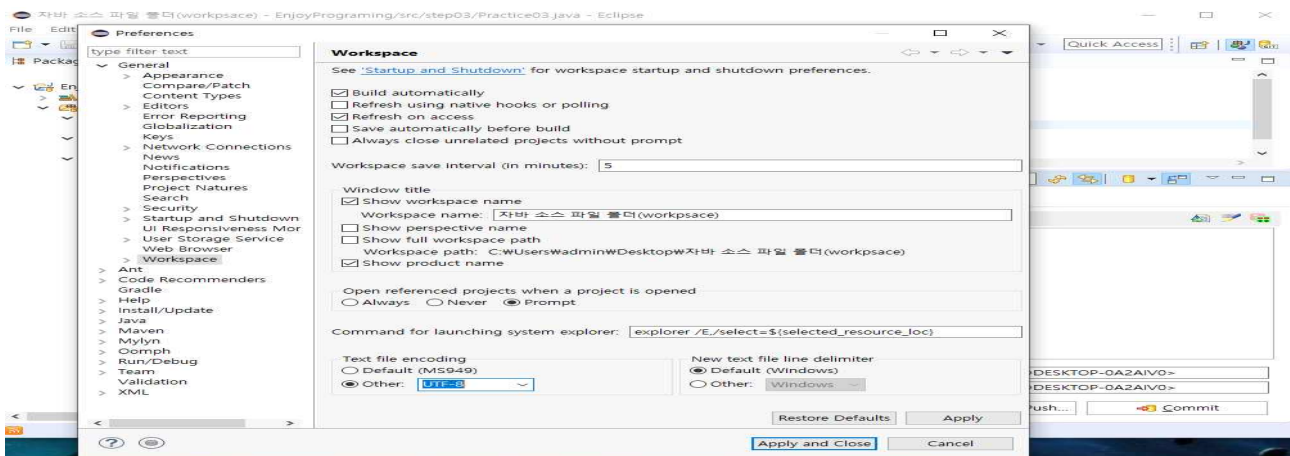 자바 소스 파일 폴더(workpsace) - EnjoyPrograming/src/step03/Practice03.java - Eclipse
File Edit
Quick Access
Packag
En
Preferences
type filter text
General
Appearance
Compare/Patch
Content Types
Editors
Error Reporting
Globalization
Keys
Network Connections
News
Notifications
Perspectives
Project Natures
Search
Security
Startup and Shutdown
UI Responsiveness Mor
User Storage Service
Web Browser
Workspace
Ant
Code Recommenders
Gradle
Help
Install/Update
Java
Maven
Mylyn
Oomph
Run/Debug
Team
Validation
XML
Workspace
See 'Startup and Shutdown' for workspace startup and shutdown preferences.
Build automatically
Refresh using native hooks or polling
Refresh on access
Save automatically before build
Always close unrelated projects without prompt
Workspace save interval (in minutes): 5
Window title
Show workspace name
Workspace name: 자바 소스 파일 폴더(workpsace)
Show perspective name
Show full workspace path
Workspace path: C:₩Users₩admin₩Desktop₩자바 소스 파일 폴더(workpsace)
Show product name
Open referenced projects when a project is opened
Always Never Prompt
Command for launching system explorer: explorer /E,/select=${selected_resource_loc}
Text file encoding
Default (MS949)
Other: UTF-8
New text file line delimiter
Default (Windows)
Other: Windows
Restore Defaults Apply
Apply and Close Cancel
DESKTOP-0A2AIV0>
DESKTOP-0A2AIV0>
Push... Commit